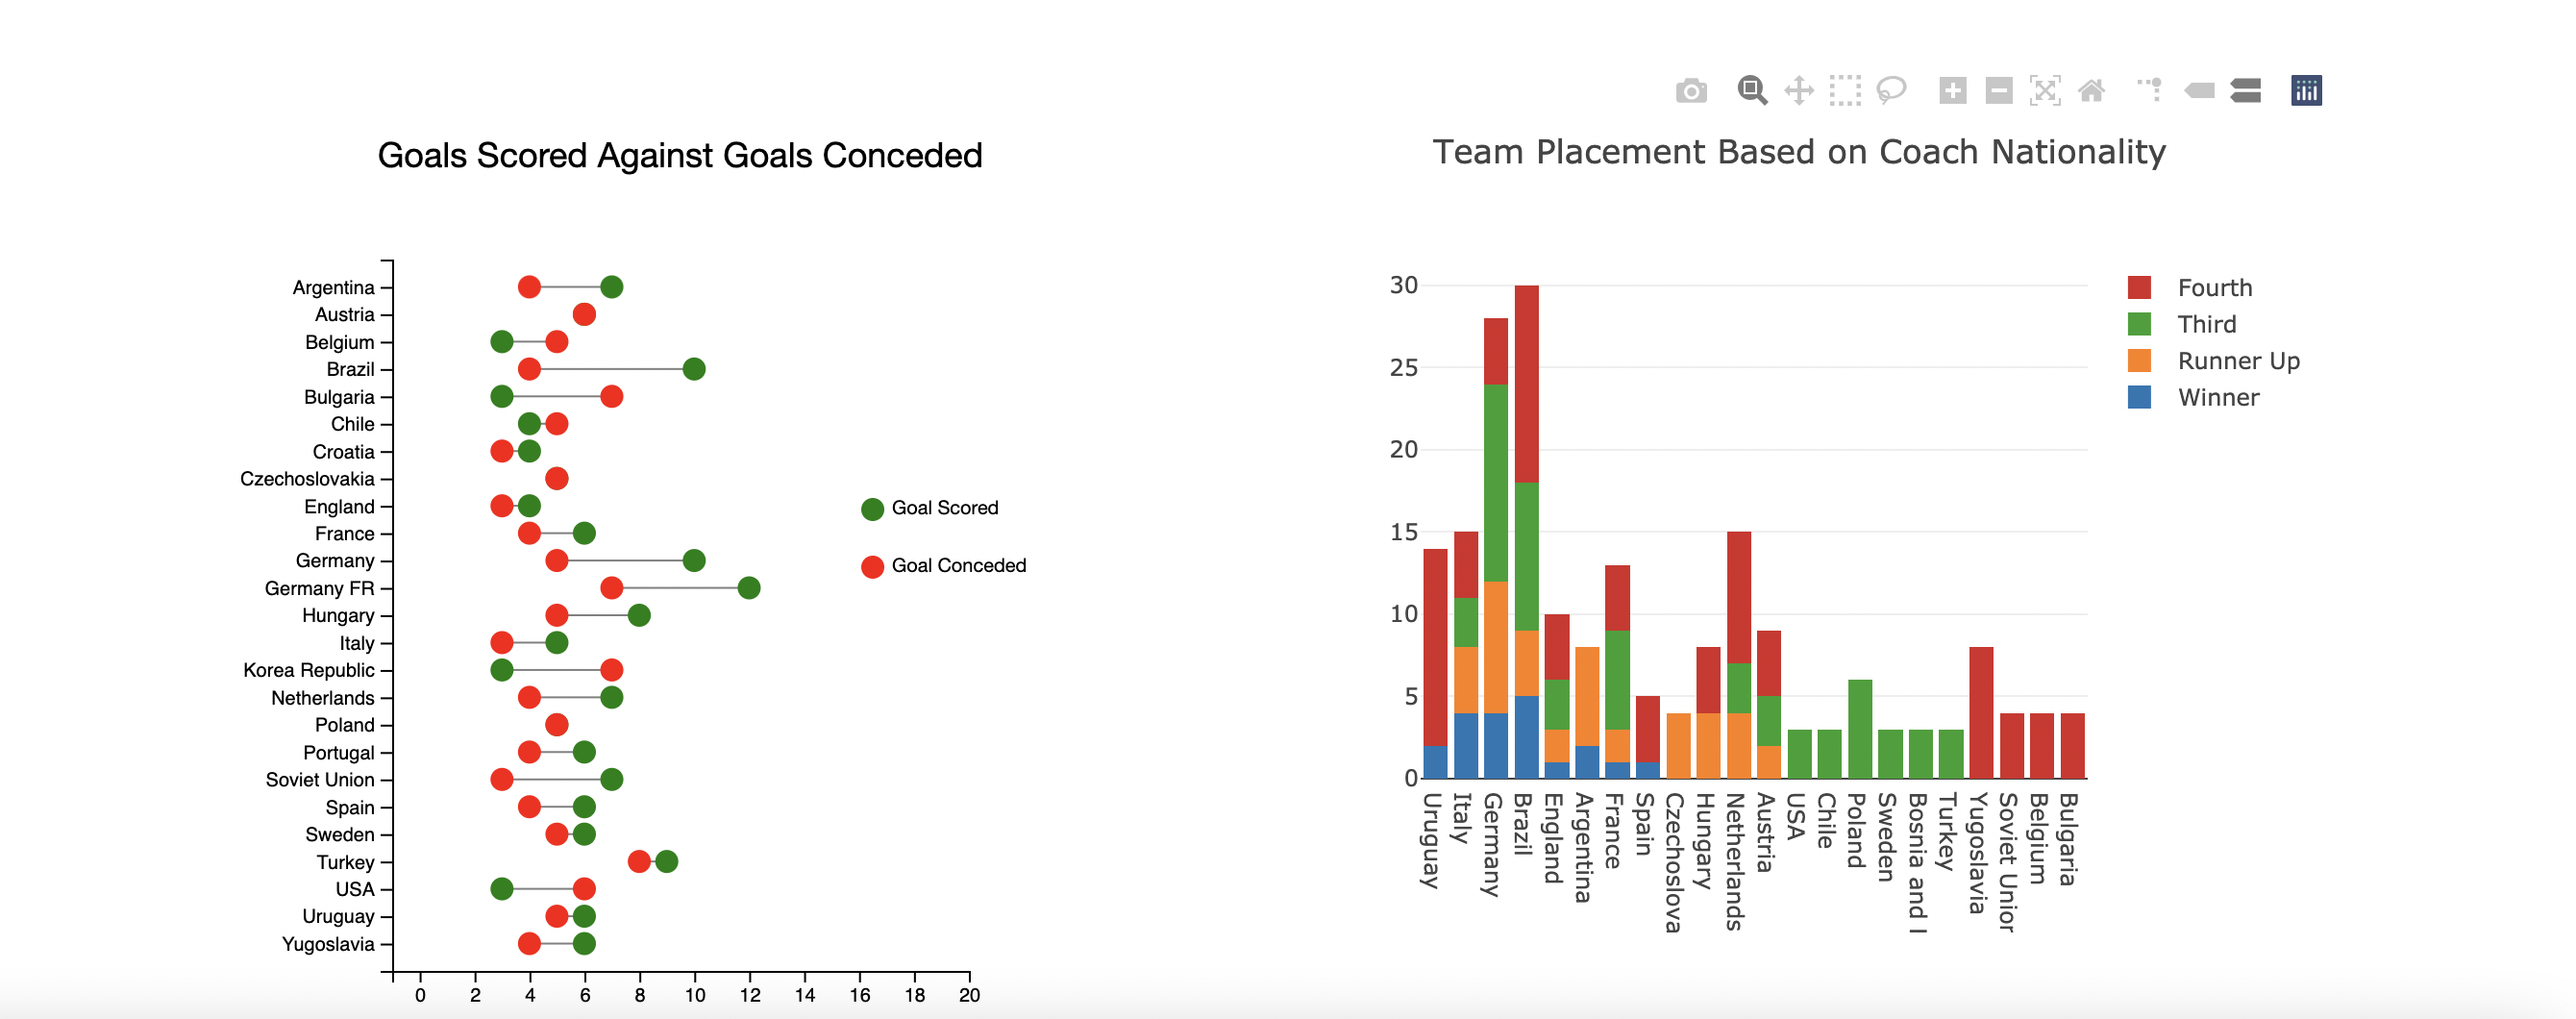 Goals Scored Against Goals Conceded
Argentina
Austria
Belgium
Brazil
Bulgaria
Chile
Croatia
Czechoslovakia
England
France
Germany
Germany FR
Hungary
Italy
Korea Republic
Netherlands
Poland
Portugal
Soviet Union
Spain
Sweden
Turkey
USA
Uruguay
Yugoslavia
0 2 4 6 8 10 12 14 16 18 20
Goal Scored
Goal Conceded
Team Placement Based on Coach Nationality
30
25
20
15
10
5
0
Uruguay
Italy
Germany
Brazil
England
Argentina
France
Spain
Czechoslova
Hungary
Netherlands
Austria
USA
Chile
Poland
Sweden
Bosnia and
Turkey
Yugoslavia
Soviet
Belgium
Bulgaria
Fourth
Third
Runner Up
Winner